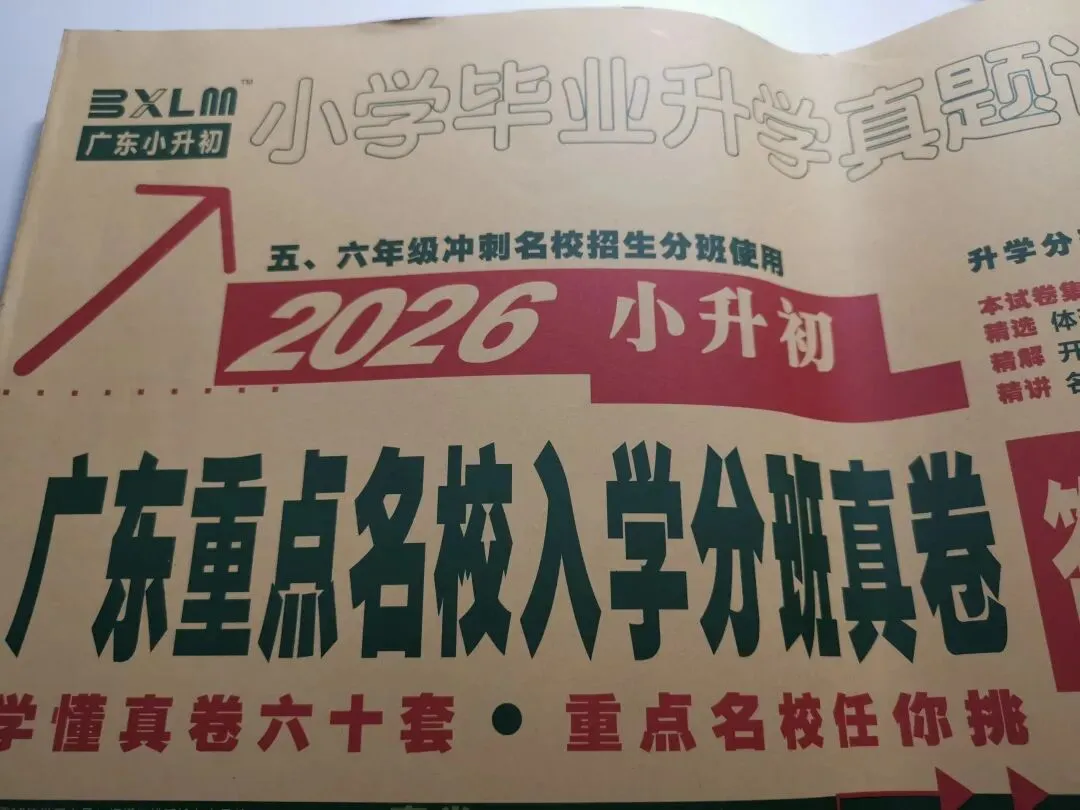 BXLM™
广东小升初
小学毕业升学真题
五、六年级冲刺名校招生分班使用
2026 小升初
升学分
本试卷集
精选 体
精解 开
精讲 名
广东重点名校入学分班真卷
学懂真卷六十套 · 重点名校任你挑